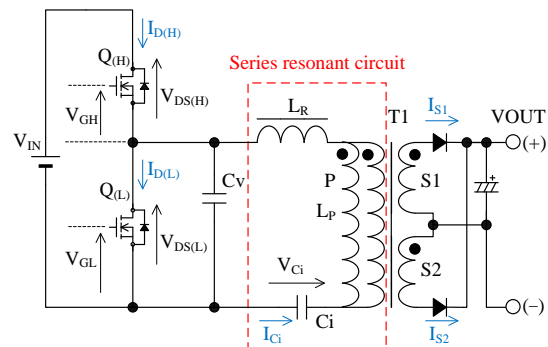 I_D(H)
Series resonant circuit
Q_(H)
V_GH
V_DS(H)
L_R
T1
I_S1
VOUT
(+)
V_IN
I_D(L)
Cv
P
S1
L_P
Q_(L)
V_GL
V_DS(L)
V_Ci
S2
I_Ci
Ci
I_S2
(−)
+